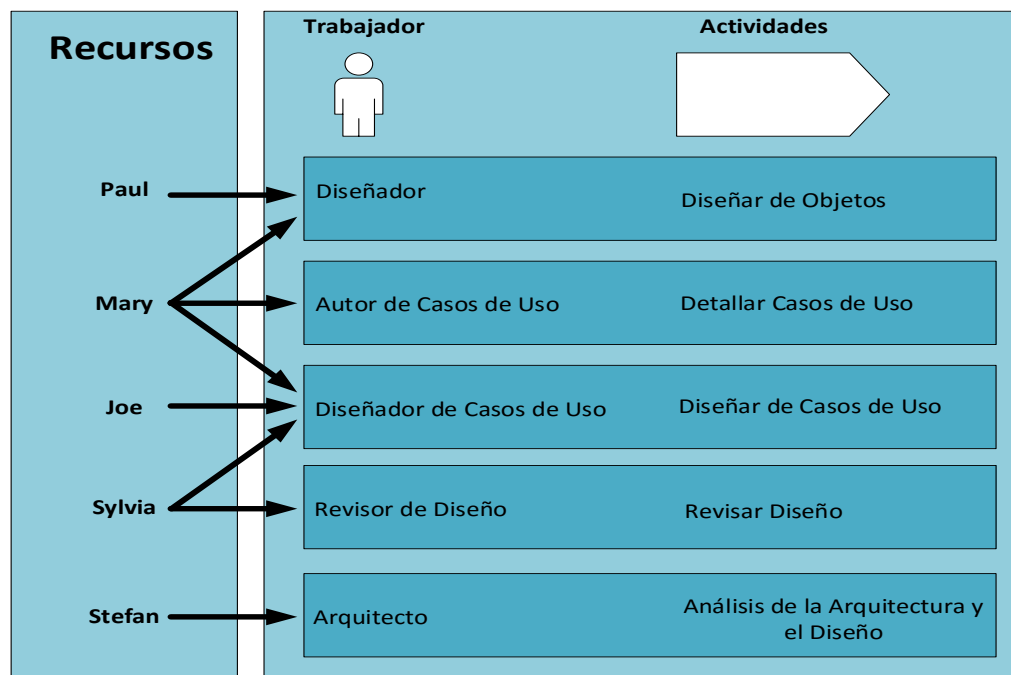 Recursos
Trabajador
Actividades
Paul
Diseñador
Diseñar de Objetos
Mary
Autor de Casos de Uso
Detallar Casos de Uso
Joe
Diseñador de Casos de Uso
Diseñar de Casos de Uso
Sylvia
Revisor de Diseño
Revisar Diseño
Stefan
Arquitecto
Análisis de la Arquitectura y
el Diseño